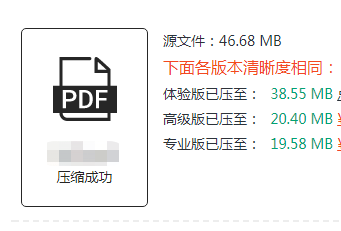 PDF
压缩成功
源文件：46.68 MB
下面各版本清晰度相同：
体验版已压至： 38.55 MB
高级版已压至： 20.40 MB
专业版已压至： 19.58 MB